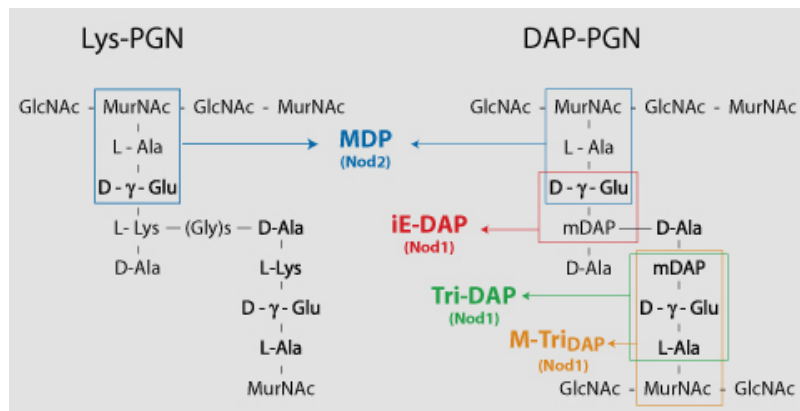 Lys-PGN DAP-PGN
GlcNAc - MurNAc - GlcNAc - MurNAc GlcNAc - MurNAc - GlcNAc - MurNAc
L - Ala MDP L - Ala
(Nod2)
D - γ - Glu D - γ - Glu
L- Lys — (Gly)s — D-Ala iE-DAP mDAP — D-Ala
(Nod1)
D-Ala L-Lys D-Ala mDAP
Tri-DAP
D - γ - Glu (Nod1) D - γ - Glu
L-Ala M-TriDAP L-Ala
(Nod1)
MurNAc GlcNAc - MurNAc - GlcNAc